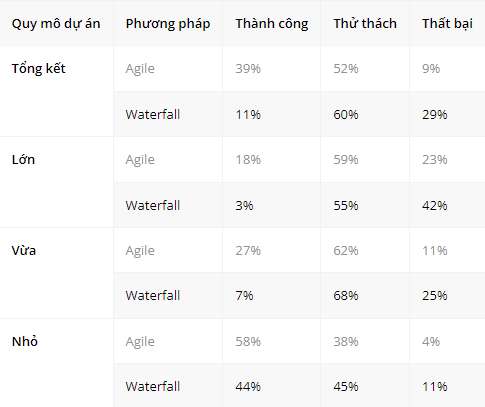 Quy mô dự án Phương pháp Thành công Thử thách Thất bại
Tổng kết Agile 39% 52% 9%
Waterfall 11% 60% 29%
Lớn Agile 18% 59% 23%
Waterfall 3% 55% 42%
Vừa Agile 27% 62% 11%
Waterfall 7% 68% 25%
Nhỏ Agile 58% 38% 4%
Waterfall 44% 45% 11%